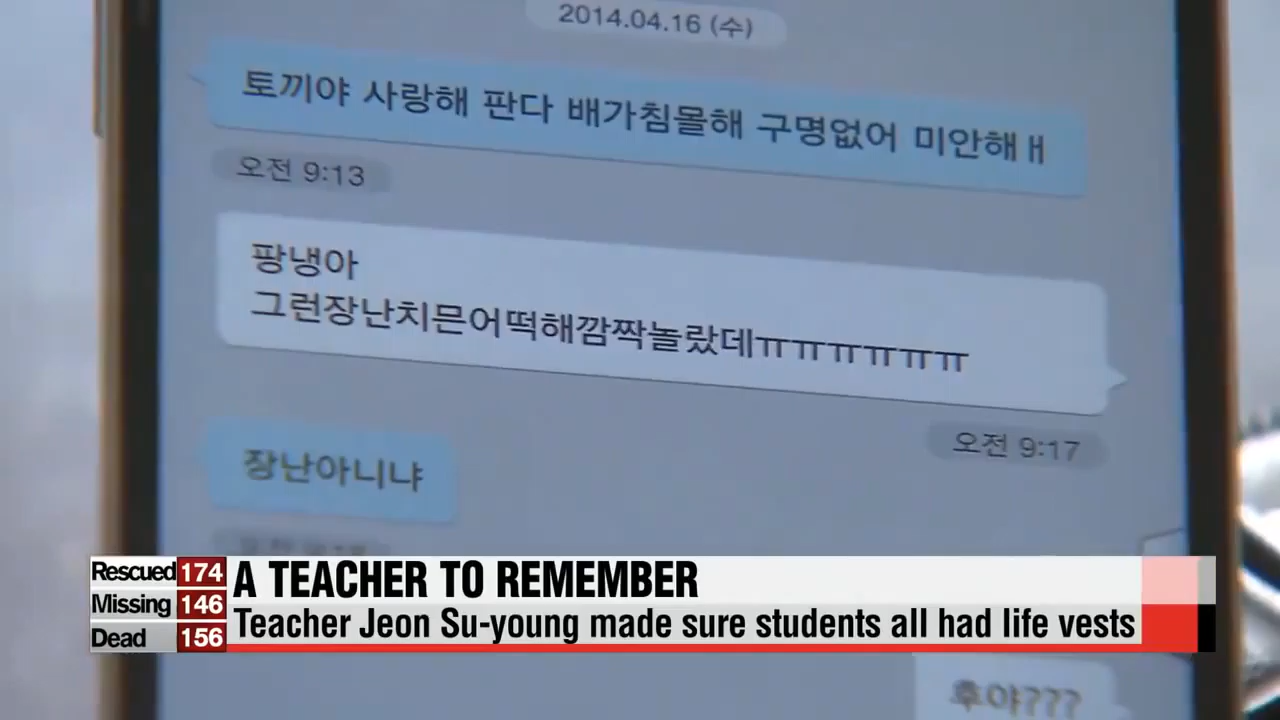 2014.04.16 (수)
토끼야 사랑해 판다 배가침몰해 구명없어 미안해ㅐ
오전 9:13
팡냉아
그런장난치믄어떡해깜짝놀랐데ㅠㅠㅠㅠㅠㅠ
오전 9:17
장난아니냐
Rescued 174
Missing 146
Dead 156
A TEACHER TO REMEMBER
Teacher Jeon Su-young made sure students all had life vests
후야???